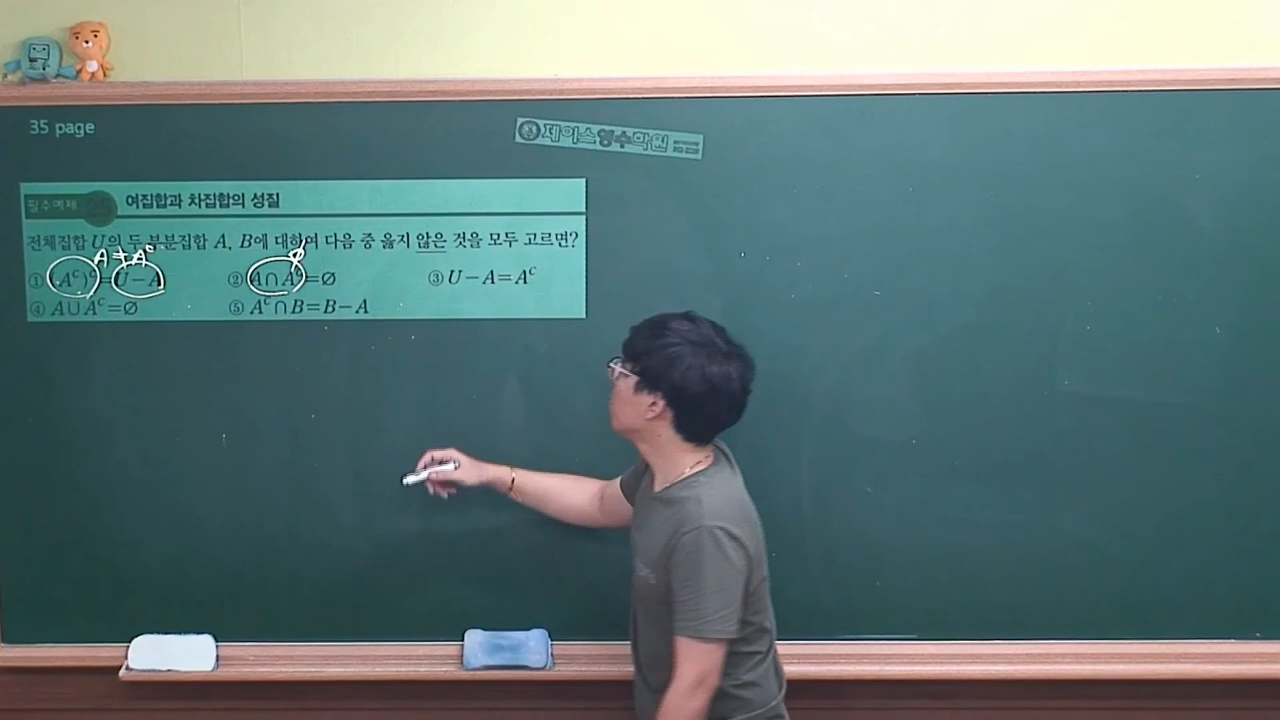 35 page
제이스영수학원
필수예제
여집합과 차집합의 성질
전체집합 U의 두 부분집합 A, B에 대하여 다음 중 옳지 않은 것을 모두 고르면?
A ≠ A^c
∅
① (A^C)^C=U−A ② A∩A^C=∅ ③ U−A=A^C
④ A∪A^C=∅ ⑤ A^C∩B=B−A